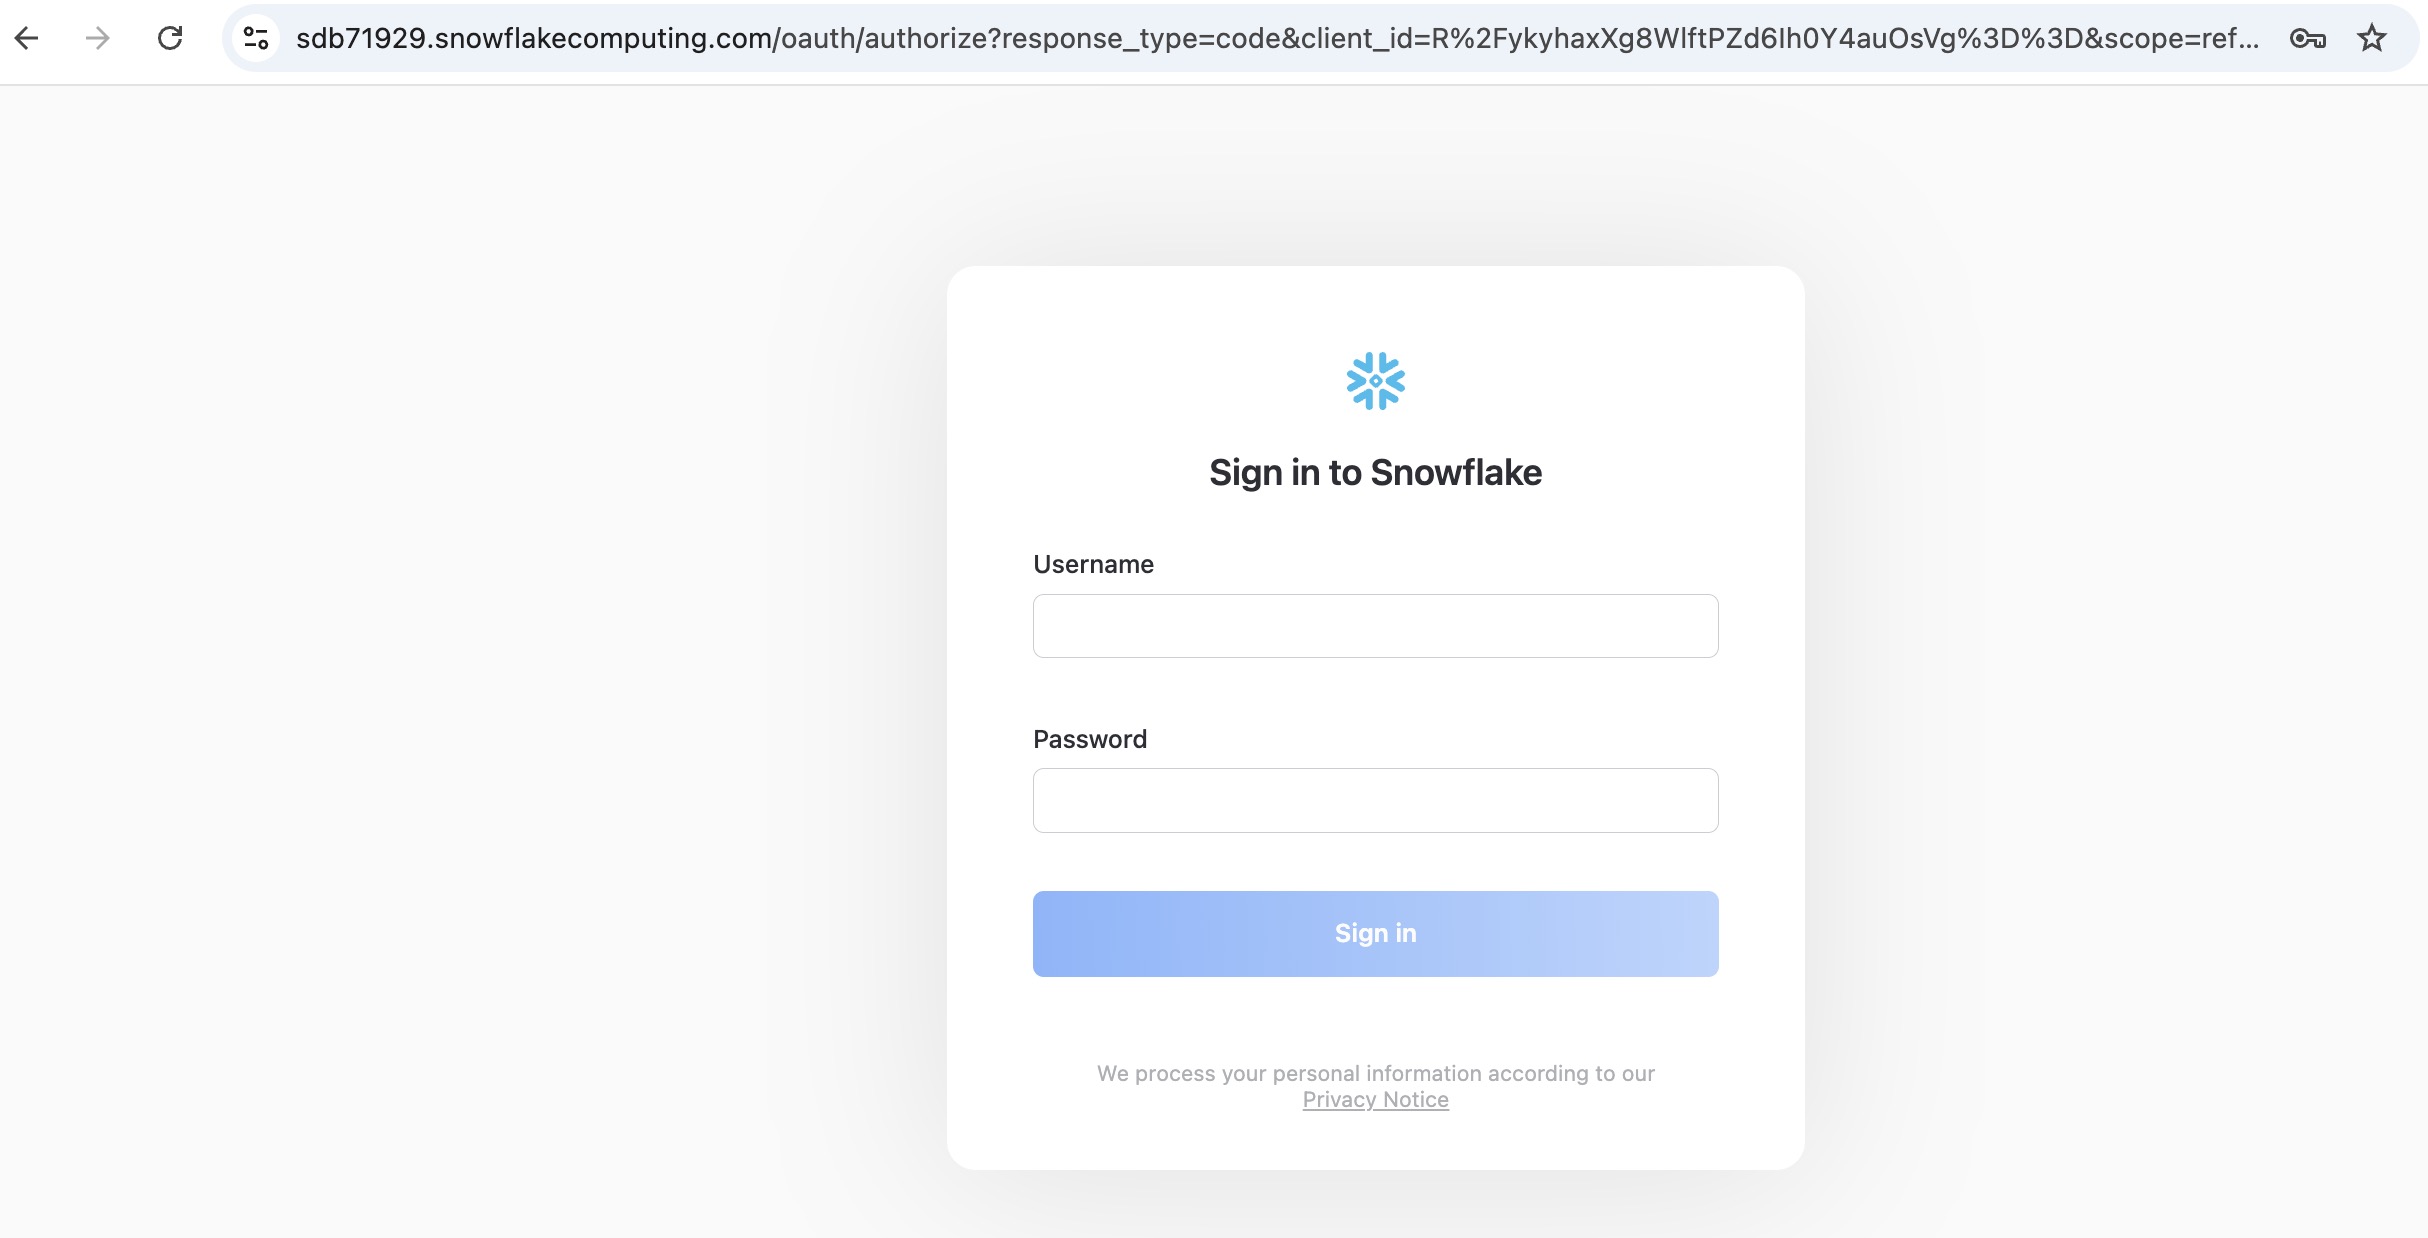 sdb71929.snowflakecomputing.com/oauth/authorize?response_type=code&client_id=R%2FykyhaxXg8WlftPZd6Ih0Y4auOsVg%3D%3D&scope=ref...
Sign in to Snowflake
Username
Password
Sign in
We process your personal information according to our
Privacy Notice